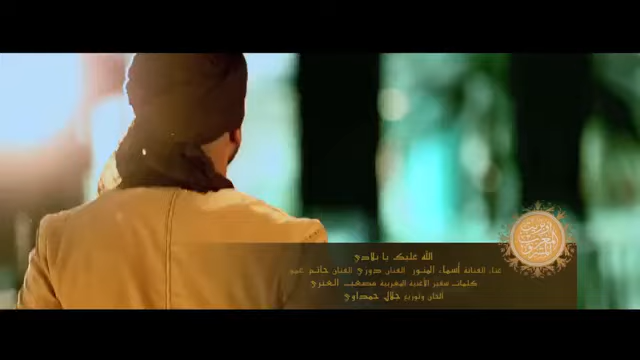 الله عليك يا بلادي
غناء الفنانة أسماء المنور الفنان دوزي الفنان حاتم عمور
كلمات سفير الأغنية المغربية مصعب العنزي
ألحان وتوزيع جلال حمداوي